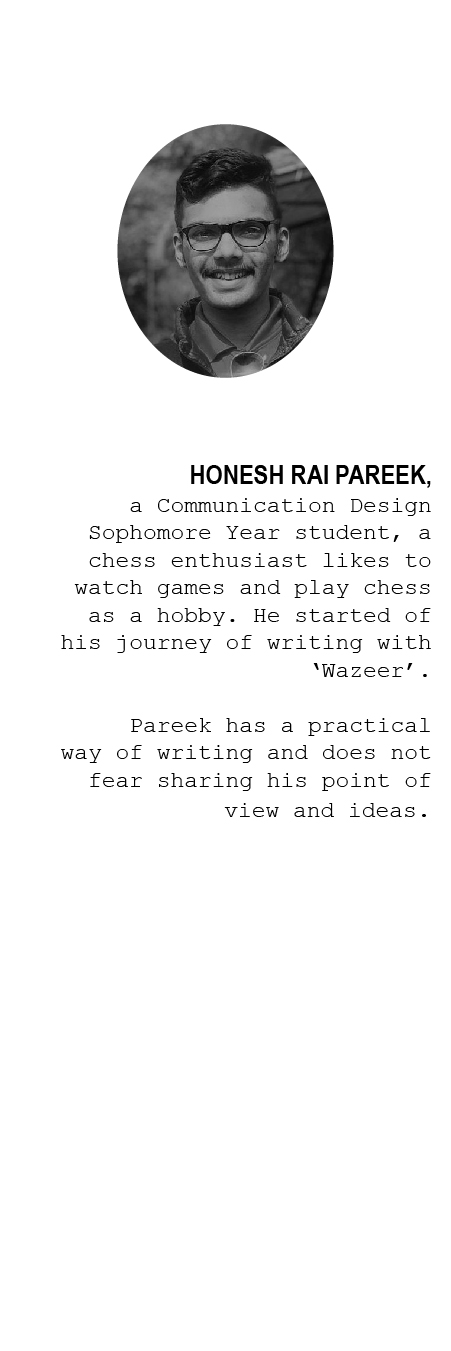 HONESH RAI PAREEK,
a Communication Design
Sophomore Year student, a
chess enthusiast likes to
watch games and play chess
as a hobby. He started of
his journey of writing with
‘Wazeer’.
Pareek has a practical
way of writing and does not
fear sharing his point of
view and ideas.